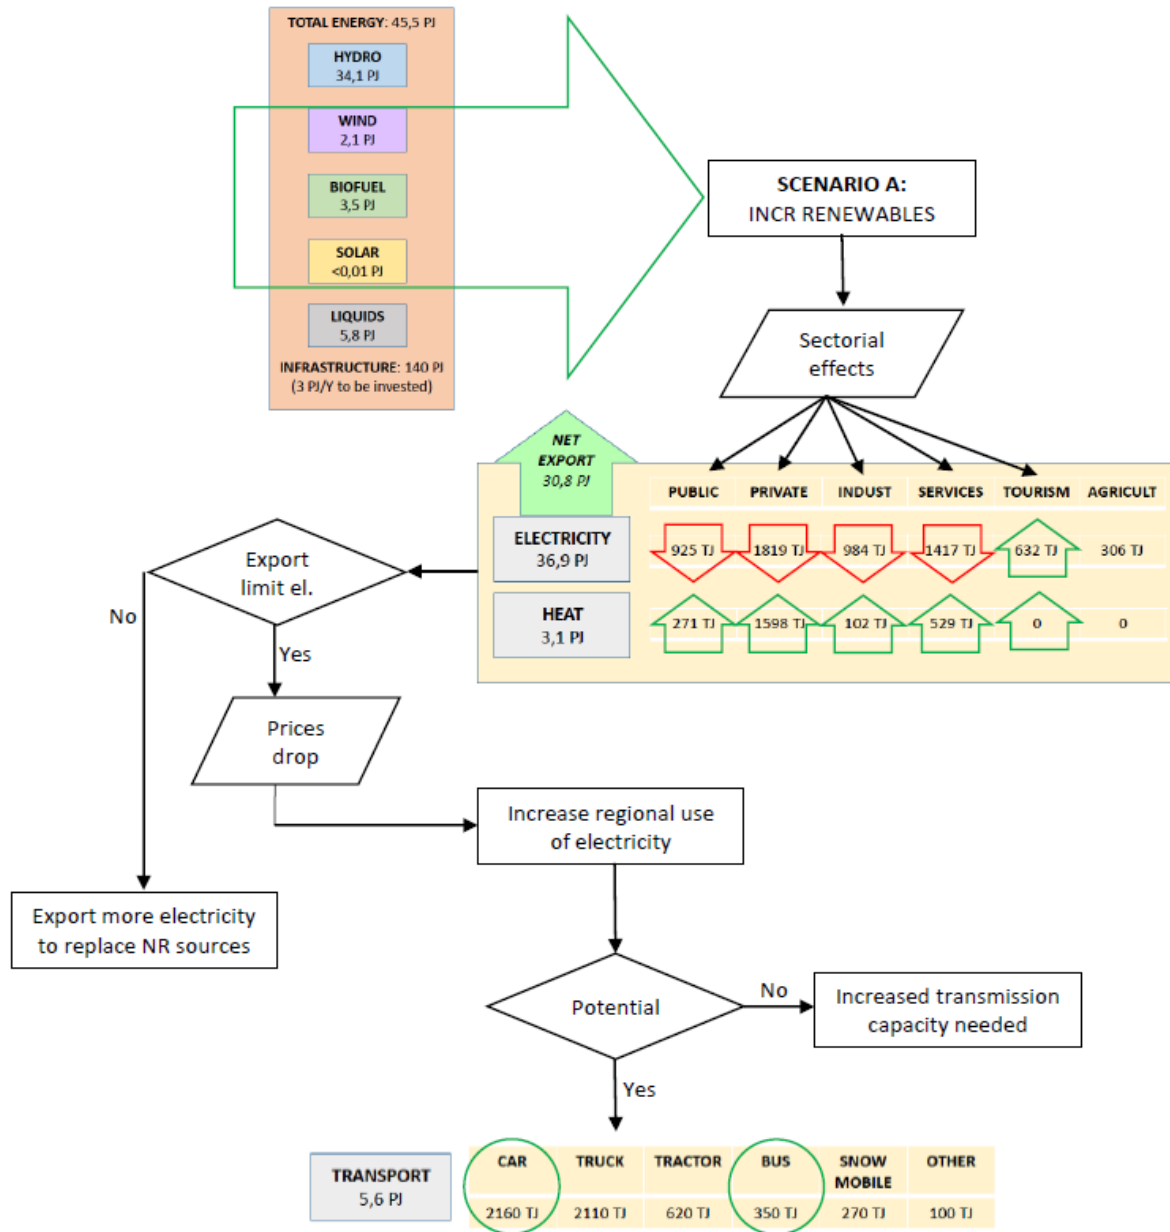 TOTAL ENERGY: 45,5 PJ
HYDRO
34,1 PJ
WIND
2,1 PJ
BIOFUEL
3,5 PJ
SOLAR
<0,01 PJ
LIQUIDS
5,8 PJ
INFRASTRUCTURE: 140 PJ
(3 PJ/Y to be invested)
SCENARIO A:
INCR RENEWABLES
Sectorial
effects
NET
EXPORT
30,8 PJ
PUBLIC PRIVATE INDUST SERVICES TOURISM AGRICULT
ELECTRICITY
36,9 PJ
925 TJ 1819 TJ 984 TJ 1417 TJ 632 TJ 306 TJ
HEAT
3,1 PJ
271 TJ 1598 TJ 102 TJ 529 TJ 0 0
Export
limit el.
No
Yes
Prices
drop
Increase regional use
of electricity
Export more electricity
to replace NR sources
Potential
No
Increased transmission
capacity needed
Yes
TRANSPORT
5,6 PJ
CAR TRUCK TRACTOR BUS SNOW MOBILE OTHER
2160 TJ 2110 TJ 620 TJ 350 TJ 270 TJ 100 TJ